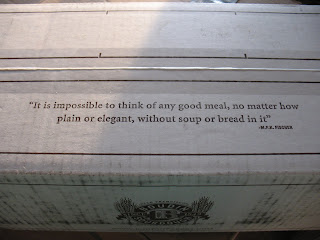 "It is impossible to think of any good meal, no matter how
plain or elegant, without soup or bread in it"
-M.F.K. FISHER
B